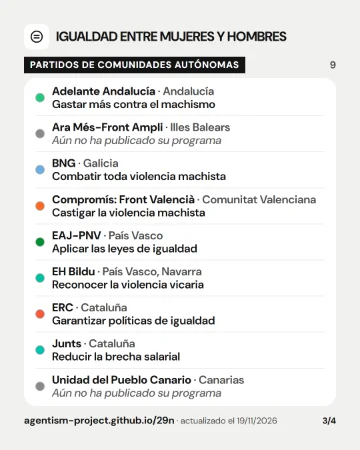 IGUALDAD ENTRE MUJERES Y HOMBRES
PARTIDOS DE COMUNIDADES AUTÓNOMAS 9
Adelante Andalucía · Andalucía
Gastar más contra el machismo
Ara Més-Front Ampli · Illes Balears
Aún no ha publicado su programa
BNG · Galicia
Combatir toda violencia machista
Compromís: Front Valencià · Comunitat Valenciana
Castigar la violencia machista
EAJ-PNV · País Vasco
Aplicar las leyes de igualdad
EH Bildu · País Vasco, Navarra
Reconocer la violencia vicaria
ERC · Cataluña
Garantizar políticas de igualdad
Junts · Cataluña
Reducir la brecha salarial
Unidad del Pueblo Canario · Canarias
Aún no ha publicado su programa
agentism-project.github.io/29n · actualizado el 19/11/2026 3/4